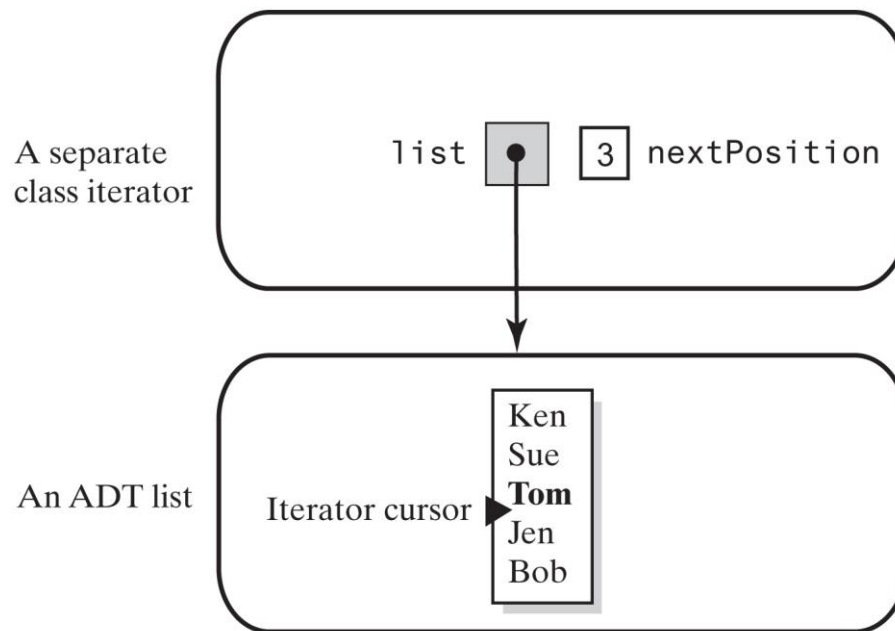 A separate
class iterator
list
3
nextPosition
An ADT list
Iterator cursor
Ken
Sue
Tom
Jen
Bob